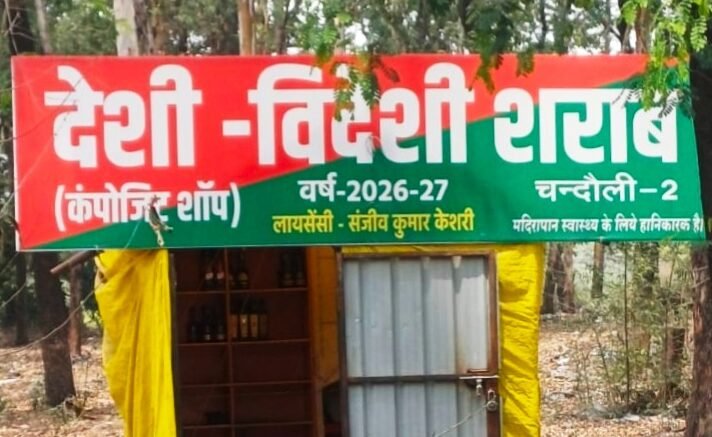 देशी -विदेशी शराब
(कंपोजिट शॉप) वर्ष-2026-27 चन्दौली-2
लायसेंसी - संजीव कुमार केशरी मदिरापान स्वास्थ्य के लिये हानिकारक है।